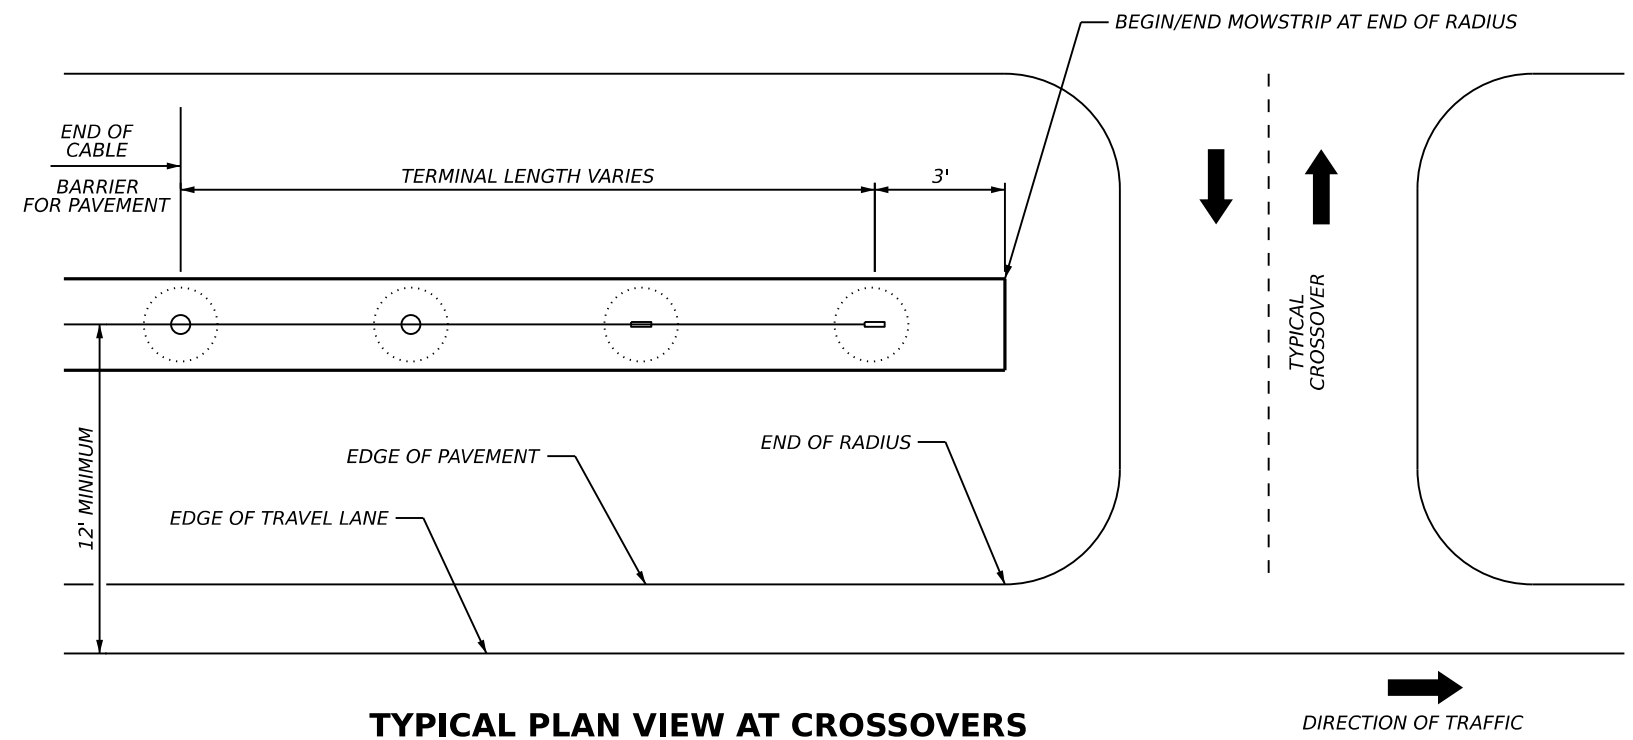 BEGIN/END MOWSTRIP AT END OF RADIUS
END OF
CABLE
BARRIER
FOR PAVEMENT
TERMINAL LENGTH VARIES
3'
TYPICAL
CROSSOVER
12' MINIMUM
EDGE OF PAVEMENT
END OF RADIUS
EDGE OF TRAVEL LANE
TYPICAL PLAN VIEW AT CROSSOVERS
DIRECTION OF TRAFFIC